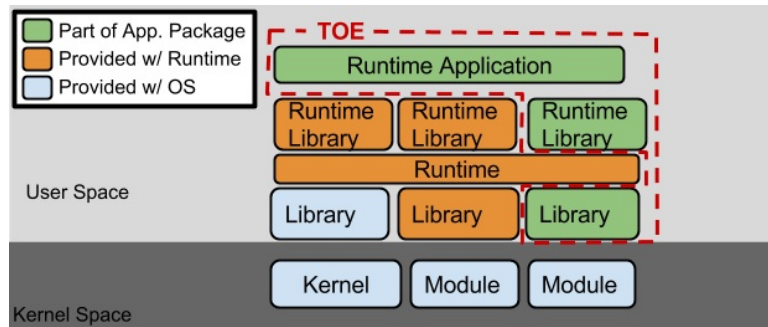 Part of App. Package
Provided w/ Runtime
Provided w/ OS
TOE
Runtime Application
Runtime
Library
Runtime
Library
Runtime
Library
Runtime
User Space
Library
Library
Library
Kernel
Module
Module
Kernel Space